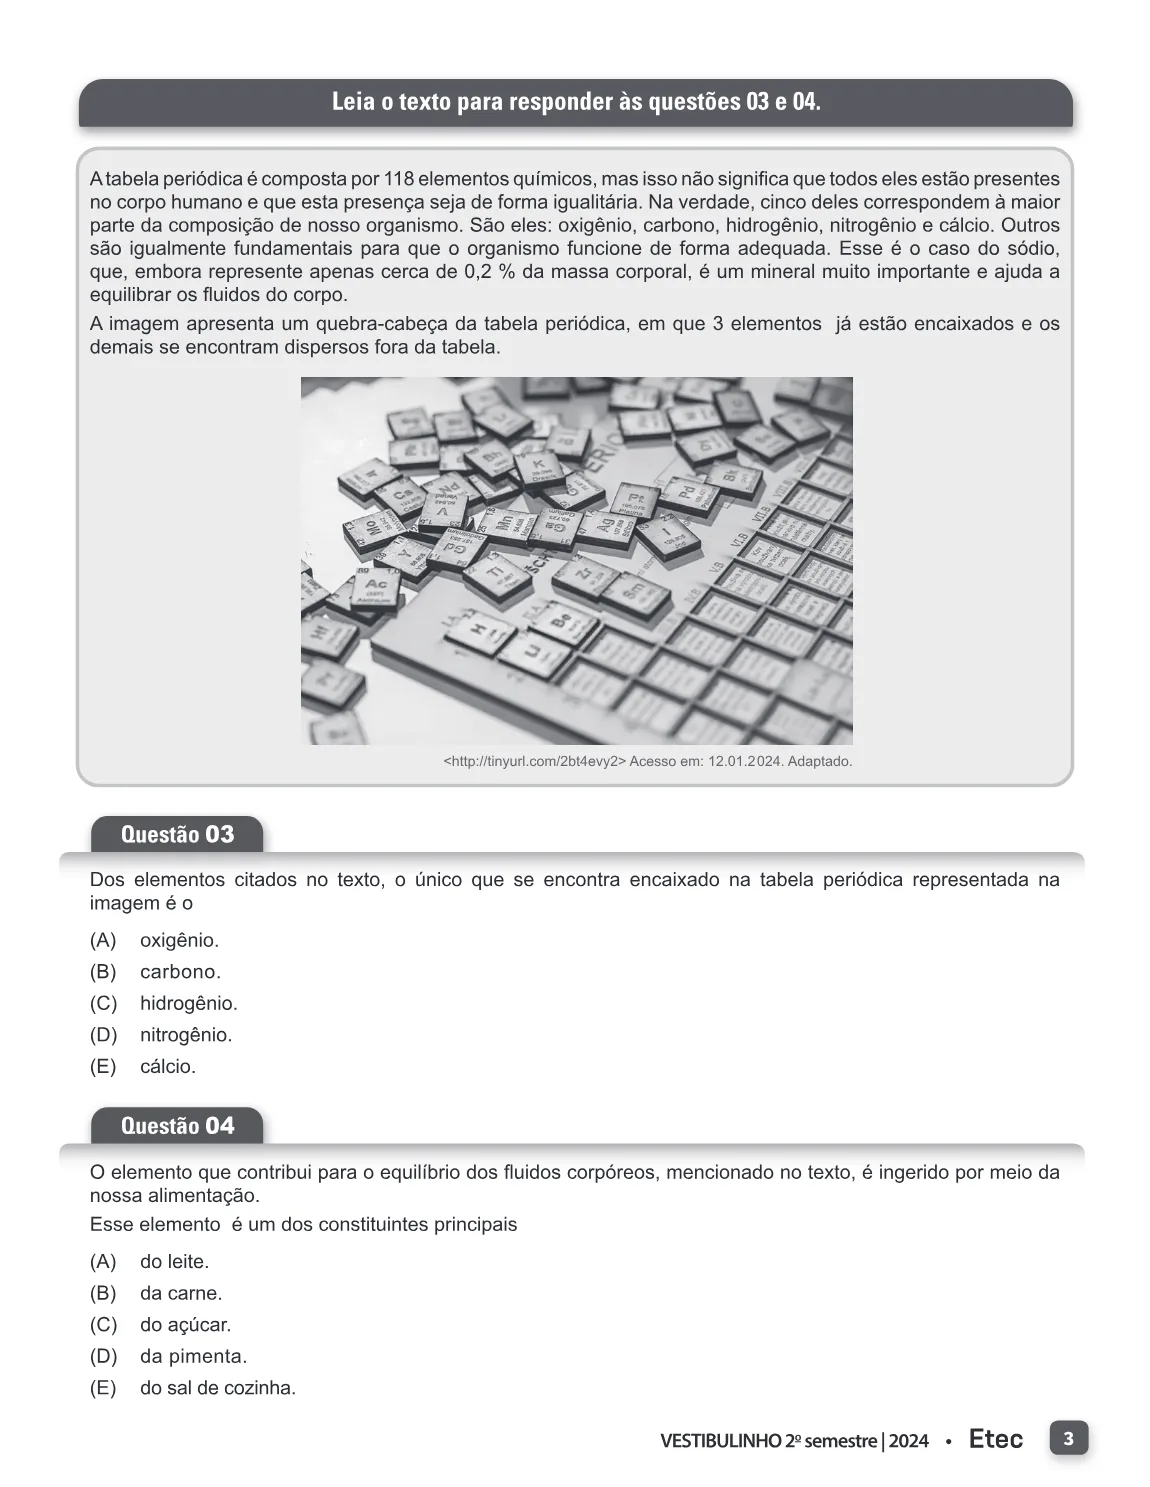 Leia o texto para responder às questões 03 e 04.
A tabela periódica é composta por 118 elementos químicos, mas isso não significa que todos eles estão presentes
no corpo humano e que esta presença seja de forma igualitária. Na verdade, cinco deles correspondem à maior
parte da composição de nosso organismo. São eles: oxigênio, carbono, hidrogênio, nitrogênio e cálcio. Outros
são igualmente fundamentais para que o organismo funcione de forma adequada. Esse é o caso do sódio,
que, embora represente apenas cerca de 0,2 % da massa corporal, é um mineral muito importante e ajuda a
equilibrar os fluidos do corpo.
A imagem apresenta um quebra-cabeça da tabela periódica, em que 3 elementos já estão encaixados e os
demais se encontram dispersos fora da tabela.
K
Cs
V
Mn
Ag
Pd
I
Gd
Ti
Zr
Sm
Ac
H
Be
Li
Hf
Pr
<http://tinyurl.com/2bt4evy2> Acesso em: 12.01.2024. Adaptado.
Questão 03
Dos elementos citados no texto, o único que se encontra encaixado na tabela periódica representada na
imagem é o
(A) oxigênio.
(B) carbono.
(C) hidrogênio.
(D) nitrogênio.
(E) cálcio.
Questão 04
O elemento que contribui para o equilíbrio dos fluidos corpóreos, mencionado no texto, é ingerido por meio da
nossa alimentação.
Esse elemento é um dos constituintes principais
(A) do leite.
(B) da carne.
(C) do açúcar.
(D) da pimenta.
(E) do sal de cozinha.
VESTIBULINHO 2º semestre | 2024 • Etec 3